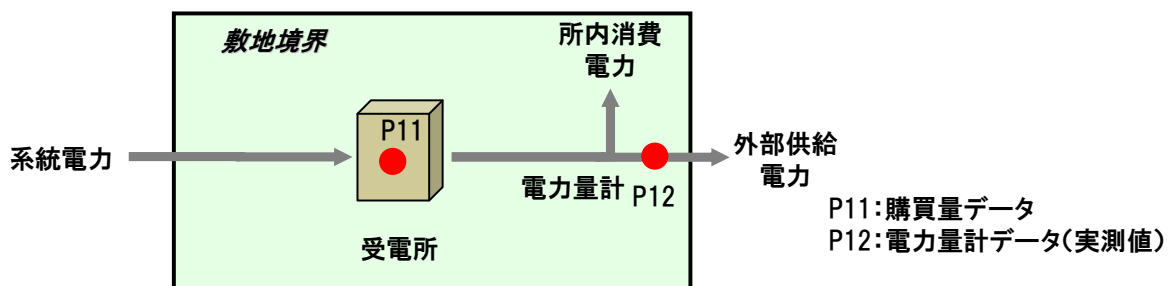 敷地境界
所内消費
電力
P11
系統電力
外部供給
電力
電力量計
P12
受電所
P11：購買量データ
P12：電力量計データ（実測値）